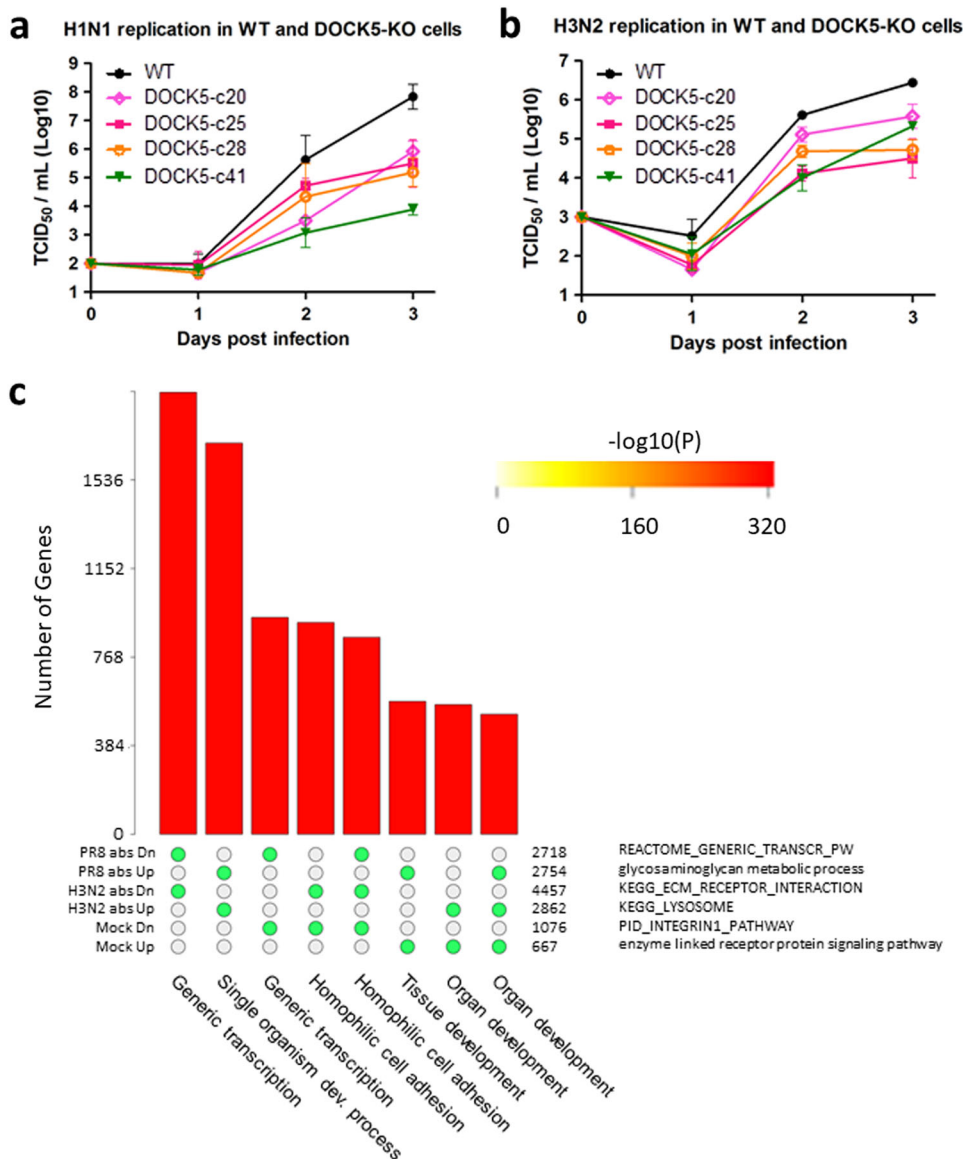 a
H1N1 replication in WT and DOCK5-KO cells
9
8
7
6
5
4
3
2
1
TCID50 / mL (Log10)
WT
DOCK5-c20
DOCK5-c25
DOCK5-c28
DOCK5-c41
0 1 2 3
Days post infection
b
H3N2 replication in WT and DOCK5-KO cells
7
6
5
4
3
2
1
TCID50 / mL (Log10)
WT
DOCK5-c20
DOCK5-c25
DOCK5-c28
DOCK5-c41
0 1 2 3
Days post infection
c
Number of Genes
1536
1152
768
384
0
-log10(P)
0 160 320
PR8 abs Dn 2718 REACTOME_GENERIC_TRANSCR_PW
PR8 abs Up 2754 glycosaminoglycan metabolic process
H3N2 abs Dn 4457 KEGG_ECM_RECEPTOR_INTERACTION
H3N2 abs Up 2862 KEGG_LYSOSOME
Mock Dn 1076 PID_INTEGRIN1_PATHWAY
Mock Up 667 enzyme linked receptor protein signaling pathway
Generic transcription
Single organism dev. process
Generic transcription
Homophilic cell adhesion
Homophilic cell adhesion
Tissue development
Organ development
Organ development